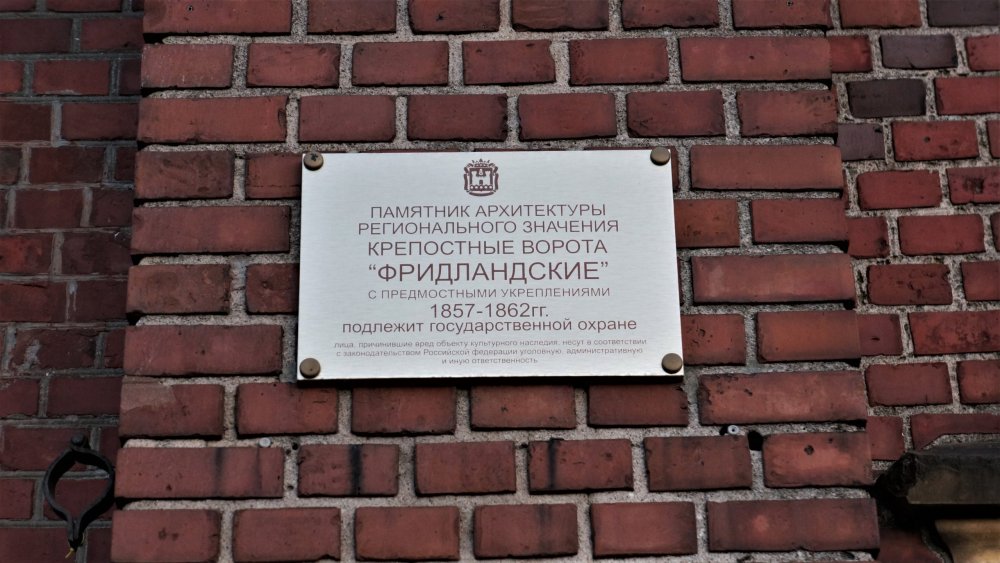 ПАМЯТНИК АРХИТЕКТУРЫ
РЕГИОНАЛЬНОГО ЗНАЧЕНИЯ
КРЕПОСТНЫЕ ВОРОТА
“ФРИДЛАНДСКИЕ”
С ПРЕДМОСТНЫМИ УКРЕПЛЕНИЯМИ
1857-1862гг.
подлежит государственной охране
лица, причинившие вред объекту культурного наследия, несут в соответствии
с законодательством Российской федерации уголовную, административную
и иную ответственность